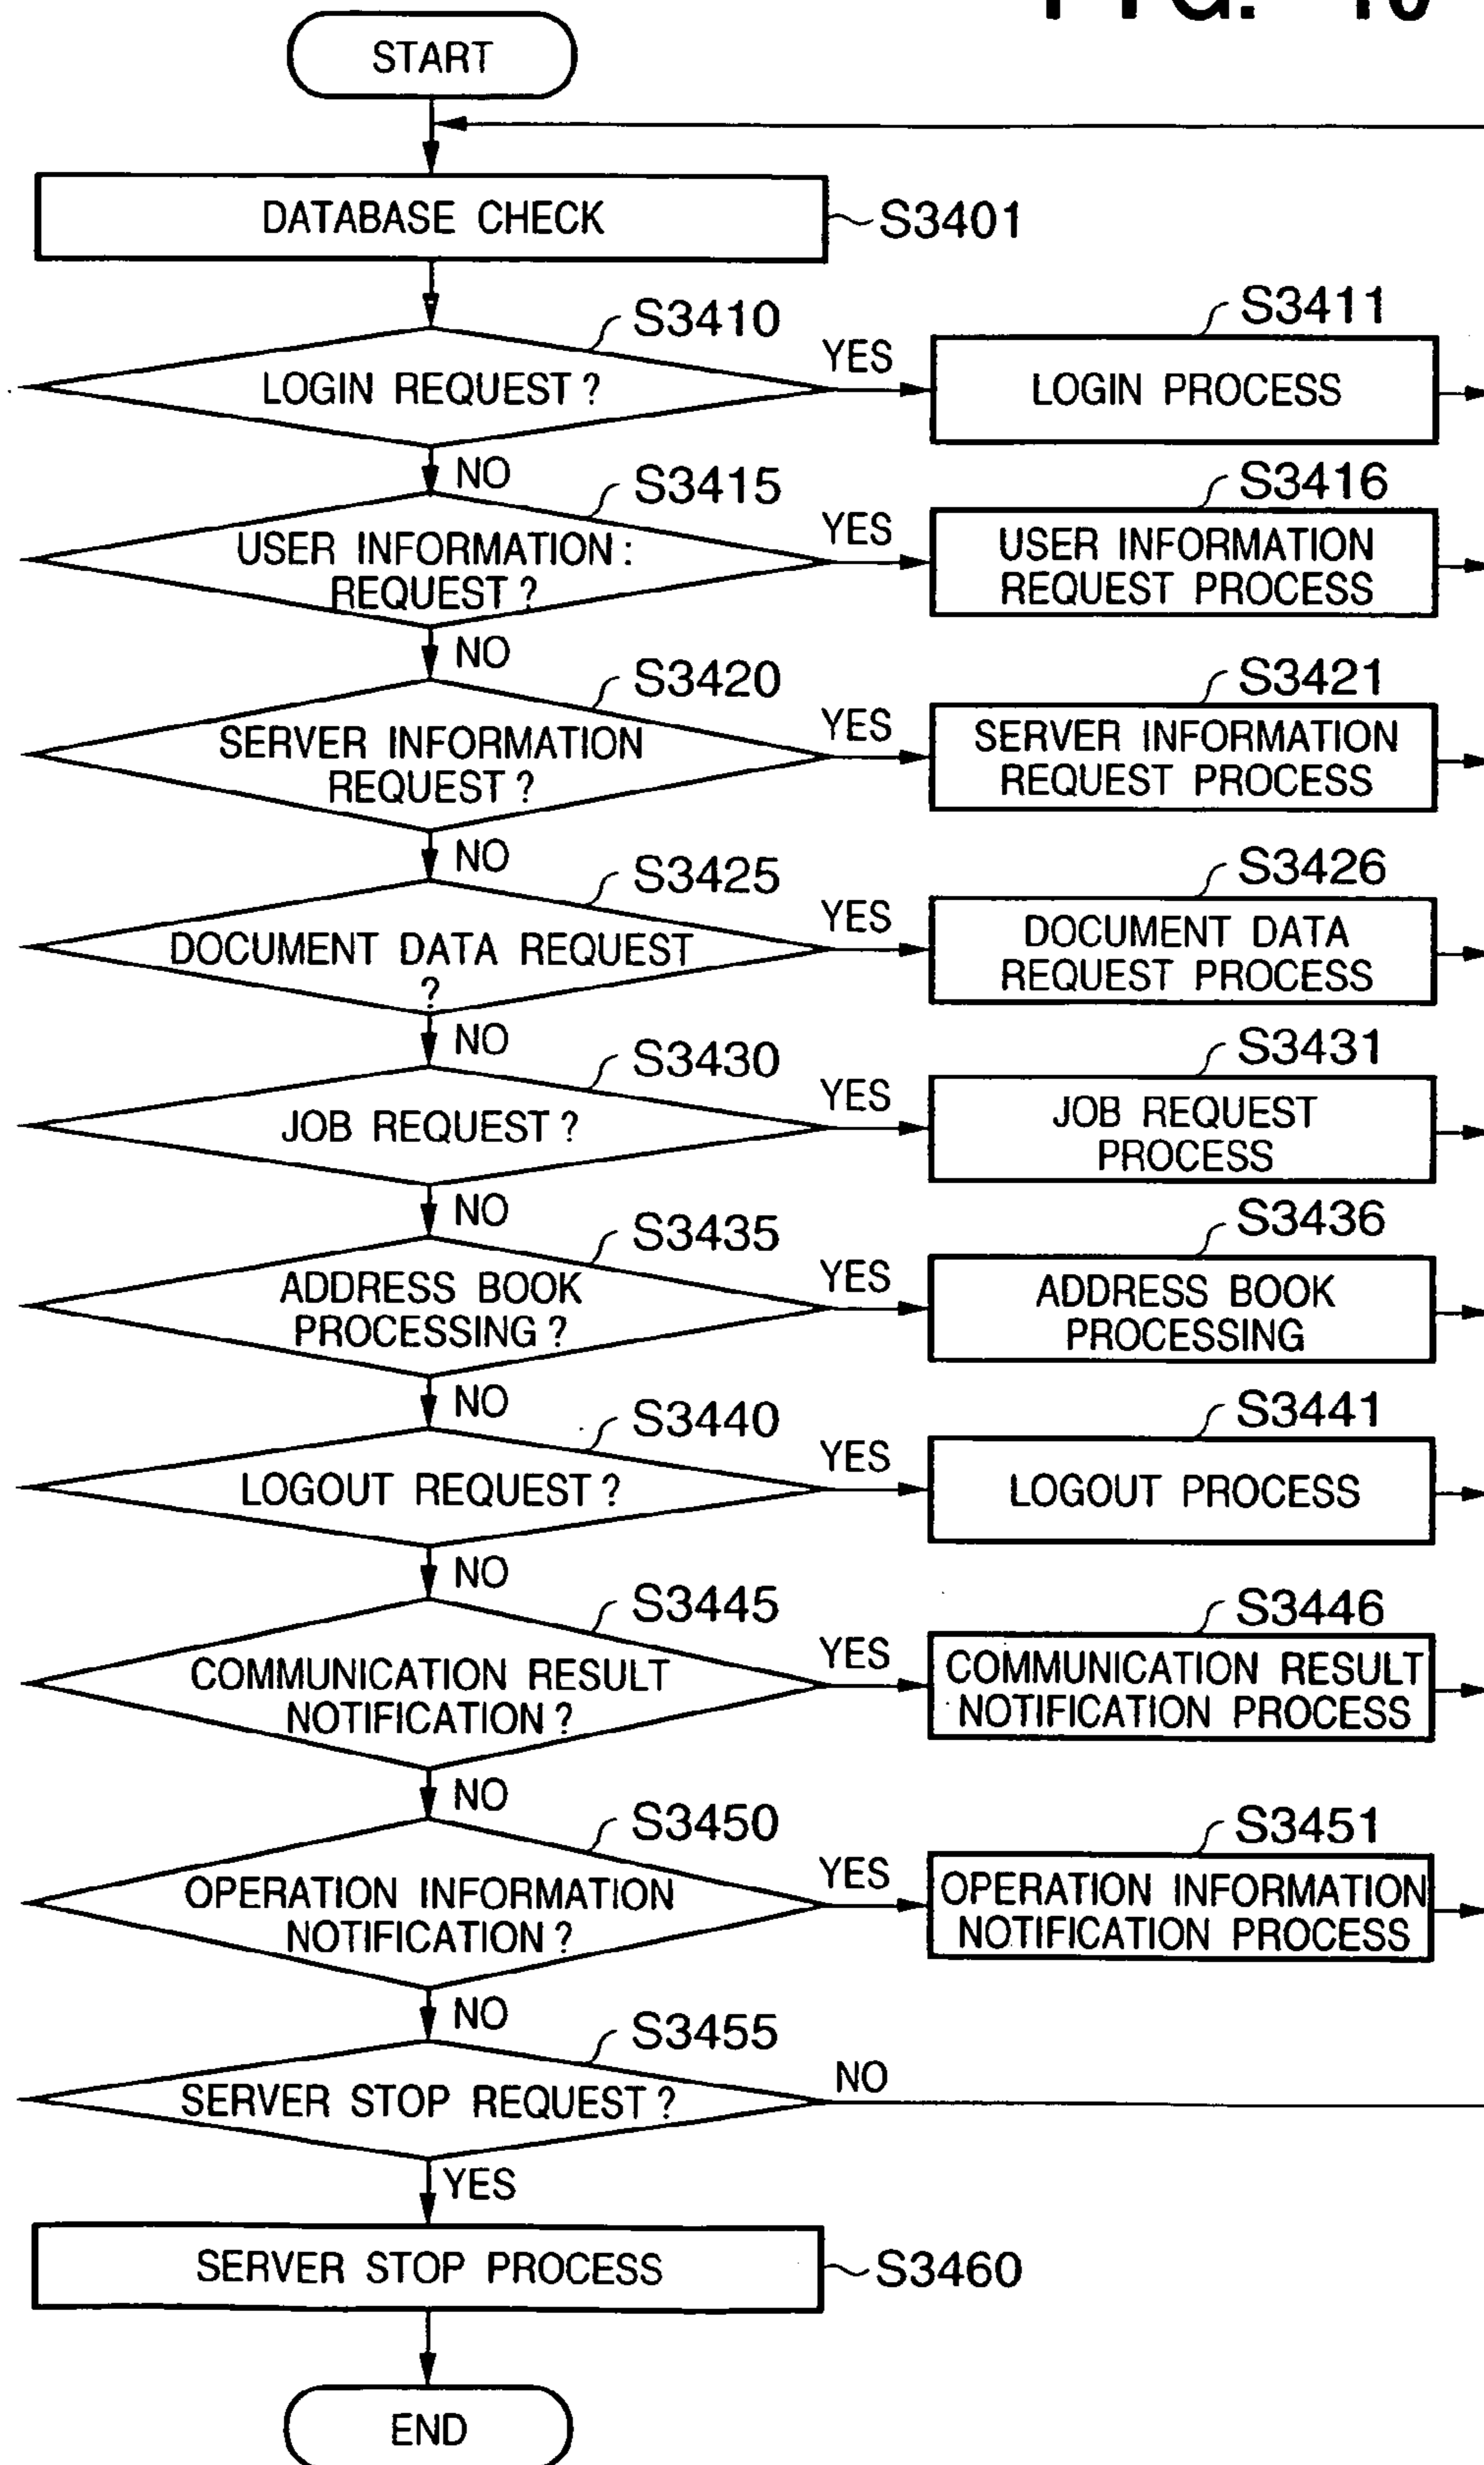 FIG.
START
DATABASE CHECK
S3401
S3410
LOGIN REQUEST ?
YES
S3411
LOGIN PROCESS
NO
S3415
USER INFORMATION :
REQUEST ?
YES
S3416
USER INFORMATION
REQUEST PROCESS
NO
S3420
SERVER INFORMATION
REQUEST ?
YES
S3421
SERVER INFORMATION
REQUEST PROCESS
NO
S3425
DOCUMENT DATA REQUEST
?
YES
S3426
DOCUMENT DATA
REQUEST PROCESS
NO
S3430
JOB REQUEST ?
YES
S3431
JOB REQUEST
PROCESS
NO
S3435
ADDRESS BOOK
PROCESSING ?
YES
S3436
ADDRESS BOOK
PROCESSING
NO
S3440
LOGOUT REQUEST ?
YES
S3441
LOGOUT PROCESS
NO
S3445
COMMUNICATION RESULT
NOTIFICATION ?
YES
S3446
COMMUNICATION RESULT
NOTIFICATION PROCESS
NO
S3450
OPERATION INFORMATION
NOTIFICATION ?
YES
S3451
OPERATION INFORMATION
NOTIFICATION PROCESS
NO
S3455
SERVER STOP REQUEST ?
NO
YES
SERVER STOP PROCESS
S3460
END